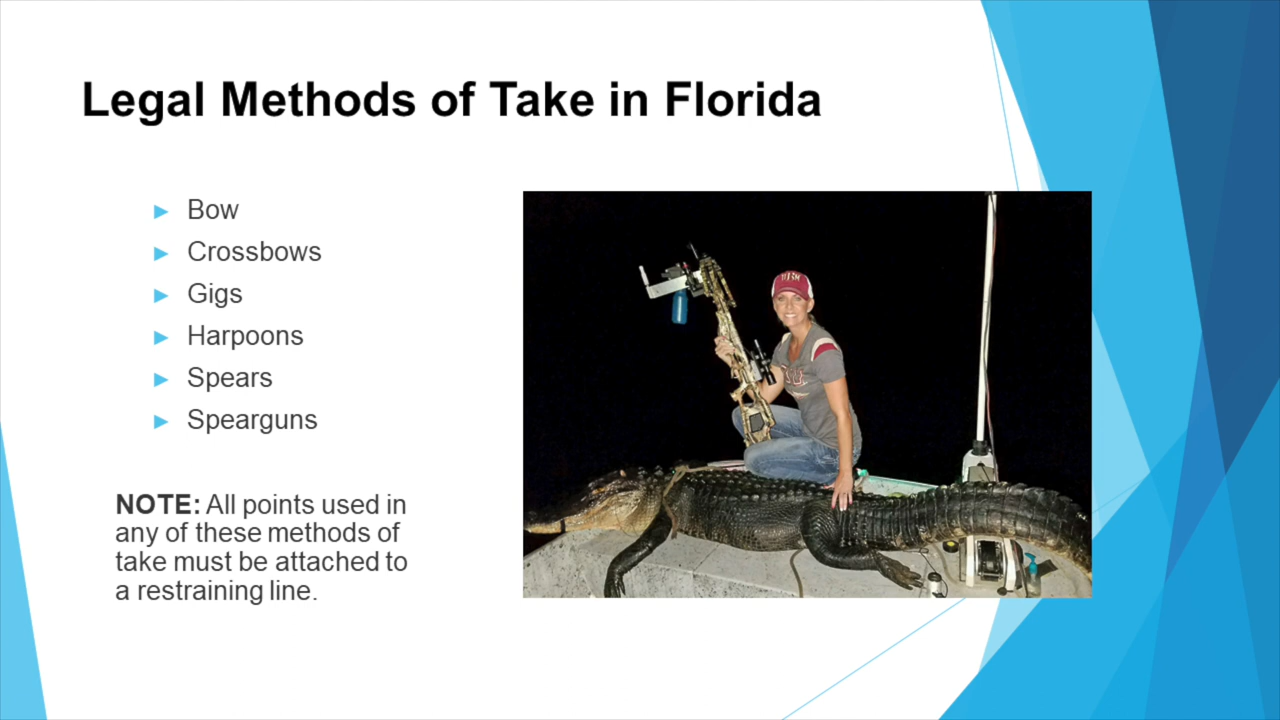 Legal Methods of Take in Florida
Bow
Crossbows
Gigs
Harpoons
Spears
Spearguns
NOTE: All points used in
any of these methods of
take must be attached to
a restraining line.